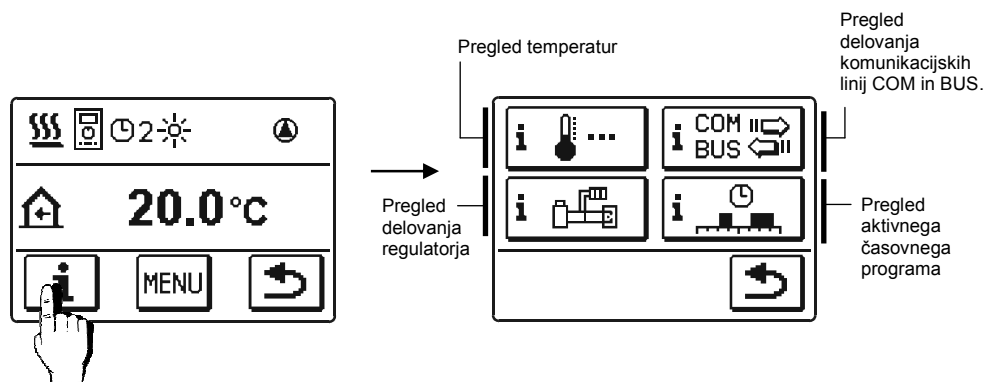 2
20.0°C
i
MENU
Pregled temperatur
Pregled
delovanja
regulatorja
i ...
i COM
BUS
i
i
Pregled
delovanja
komunikacijskih
linij COM in BUS.
Pregled
aktivnega
časovnega
programa